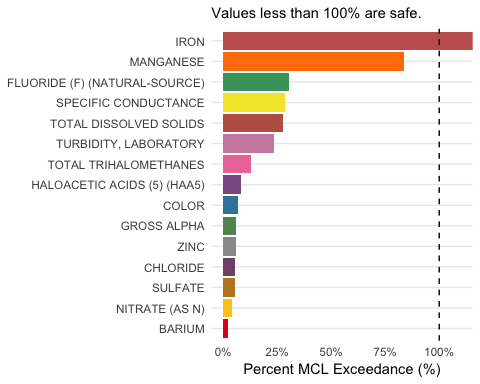 Values less than 100% are safe.
IRON
MANGANESE
FLUORIDE (F) (NATURAL-SOURCE)
SPECIFIC CONDUCTANCE
TOTAL DISSOLVED SOLIDS
TURBIDITY, LABORATORY
TOTAL TRIHALOMETHANES
HALOACETIC ACIDS (5) (HAA5)
COLOR
GROSS ALPHA
ZINC
CHLORIDE
SULFATE
NITRATE (AS N)
BARIUM
0% 25% 50% 75% 100%
Percent MCL Exceedance (%)